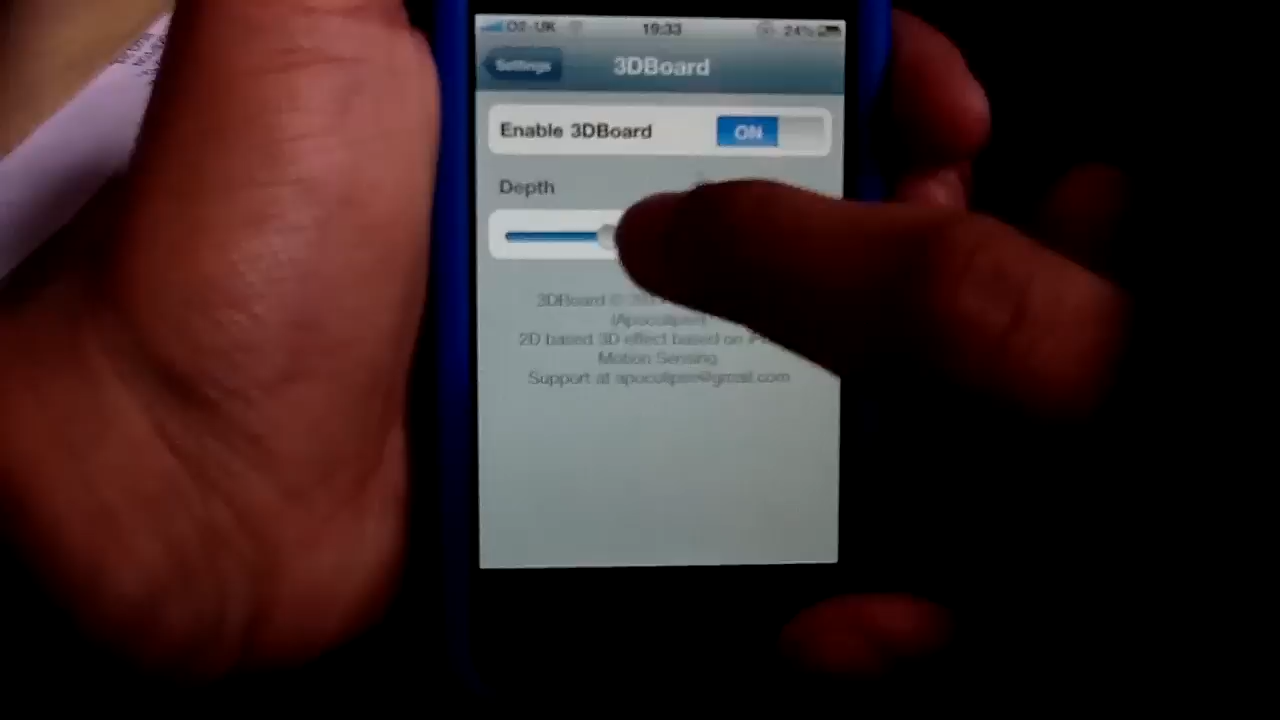 O2-UK 19:33 24%
Settings 3DBoard
Enable 3DBoard ON
Depth
3DBoard ©
2D based 3D effect based on
Motion Sensing
Support at